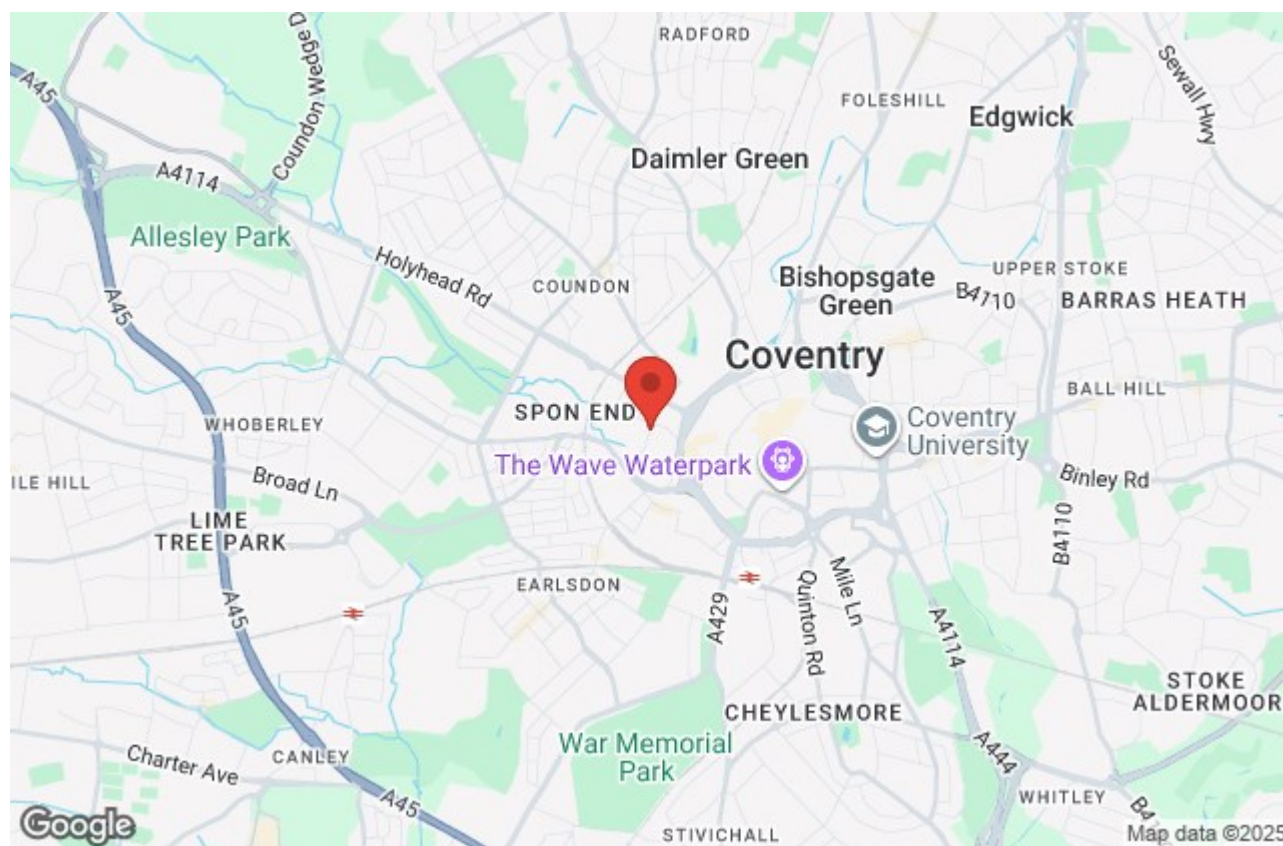 RADFORD
Coundon Wedge D
Sewall Hwy
A45
FOLESHILL
Edgwick
Daimler Green
A4114
Allesley Park
Holyhead Rd
COUNDON
Bishopsgate
Green
UPPER STOKE
B4110
BARRAS HEATH
A45
Coventry
BALL HILL
SPON END
WHOBERLEY
Coventry
University
The Wave Waterpark
Binley Rd
ILE HILL
Broad Ln
LIME
TREE PARK
B4110
EARLSDON
Mile Ln
Quinton Rd
A45
A429
A4114
STOKE
ALDERMOOR
CHEYLESMORE
War Memorial
Park
CANLEY
Charter Ave
A444
A45
WHITLEY
B41
STIVICHALL
Google
Map data ©2025